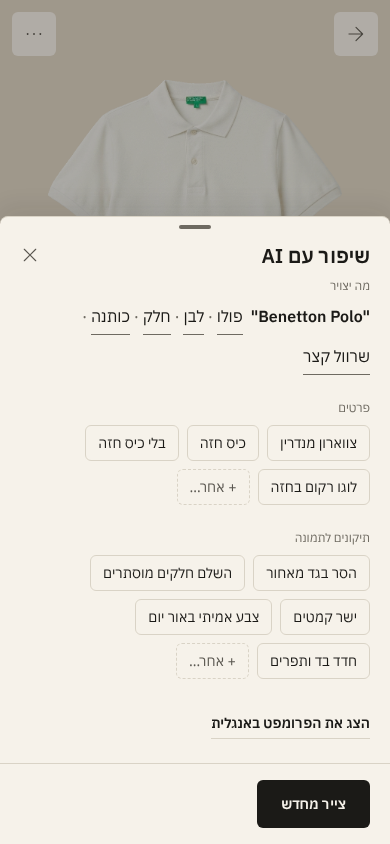 ...
שיפור עם AI
מה יצויר
"Benetton Polo" פולו · לבן · חלק · כותנה ·
שרוול קצר
פרטים
צווארון מנדרין
כיס חזה
בלי כיס חזה
לוגו רקום בחזה
+ אחר...
תיקונים לתמונה
הסר בגד מאחור
השלם חלקים מוסתרים
ישר קמטים
צבע אמיתי באור יום
חדד בד ותפרים
+ אחר...
הצג את הפרומפט באנגלית
צייר מחדש